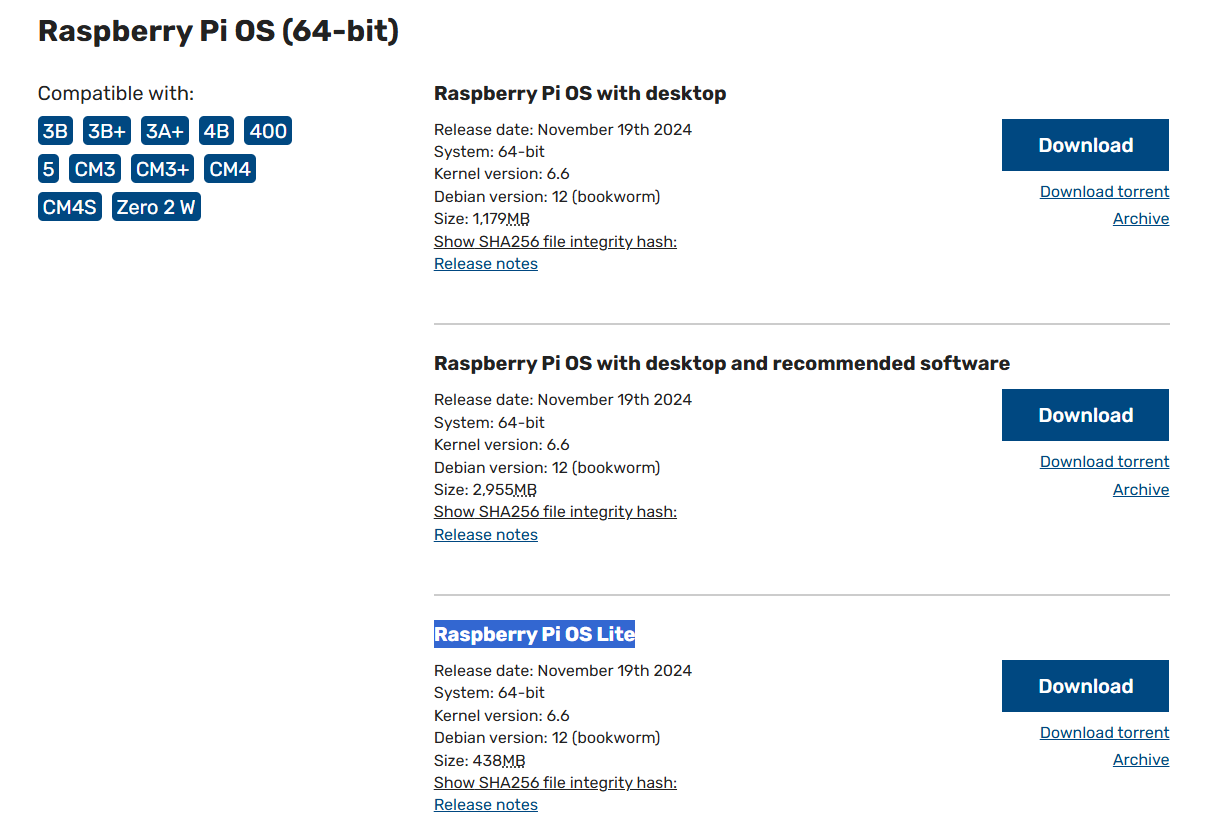 Raspberry Pi OS (64-bit)
Compatible with:
3B 3B+ 3A+ 4B 400
5 CM3 CM3+ CM4
CM4S Zero 2 W
Raspberry Pi OS with desktop
Release date: November 19th 2024
System: 64-bit
Kernel version: 6.6
Debian version: 12 (bookworm)
Size: 1,179MB
Show SHA256 file integrity hash:
Release notes
Download
Download torrent
Archive
Raspberry Pi OS with desktop and recommended software
Release date: November 19th 2024
System: 64-bit
Kernel version: 6.6
Debian version: 12 (bookworm)
Size: 2,955MB
Show SHA256 file integrity hash:
Release notes
Download
Download torrent
Archive
Raspberry Pi OS Lite
Release date: November 19th 2024
System: 64-bit
Kernel version: 6.6
Debian version: 12 (bookworm)
Size: 438MB
Show SHA256 file integrity hash:
Release notes
Download
Download torrent
Archive